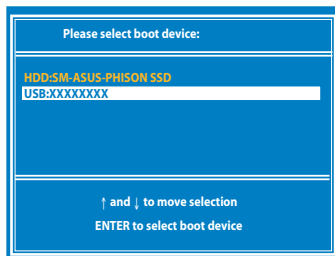 Please select boot device:
HDD:SM-ASUS-PHISON SSD
USB:XXXXXXXX
↑ and ↓ to move selection
ENTER to select boot device